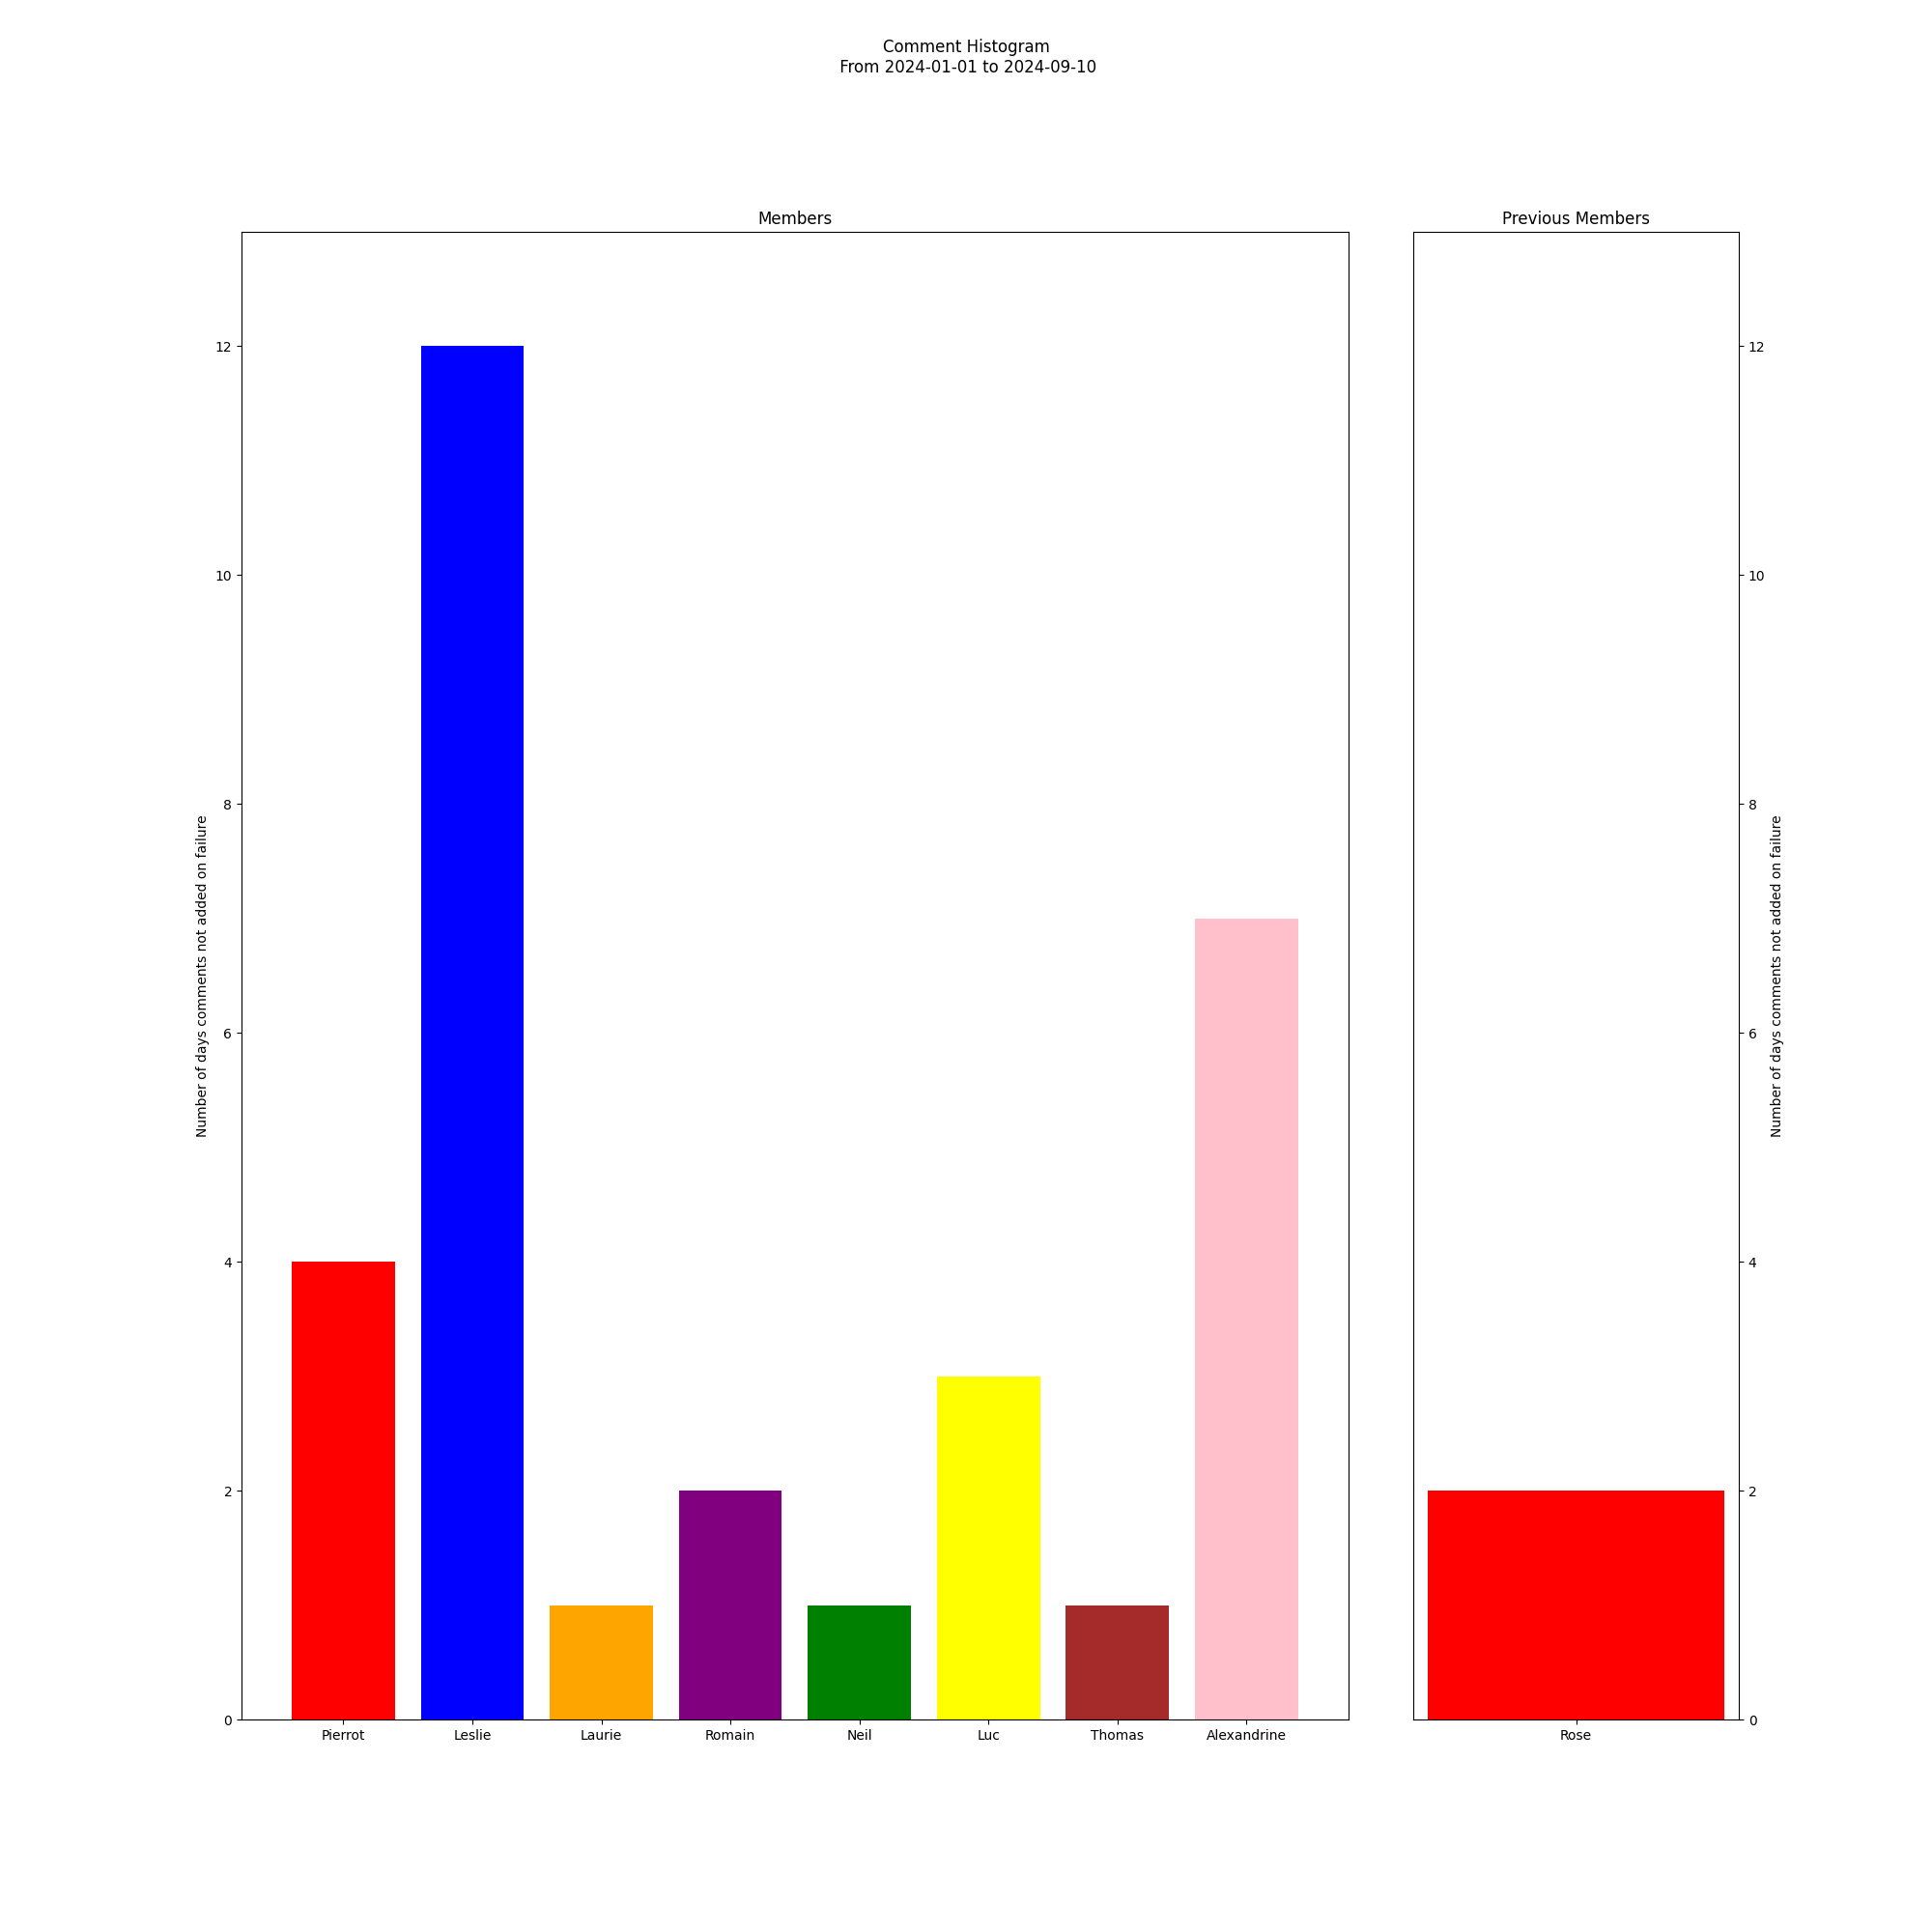 Comment Histogram
From 2024-01-01 to 2024-09-10
Members
Number of days comments not added on failure
12
10
8
6
4
2
0
Pierrot
Leslie
Laurie
Romain
Neil
Luc
Thomas
Alexandrine
Previous Members
12
10
8
6
4
2
0
Number of days comments not added on failure
Rose